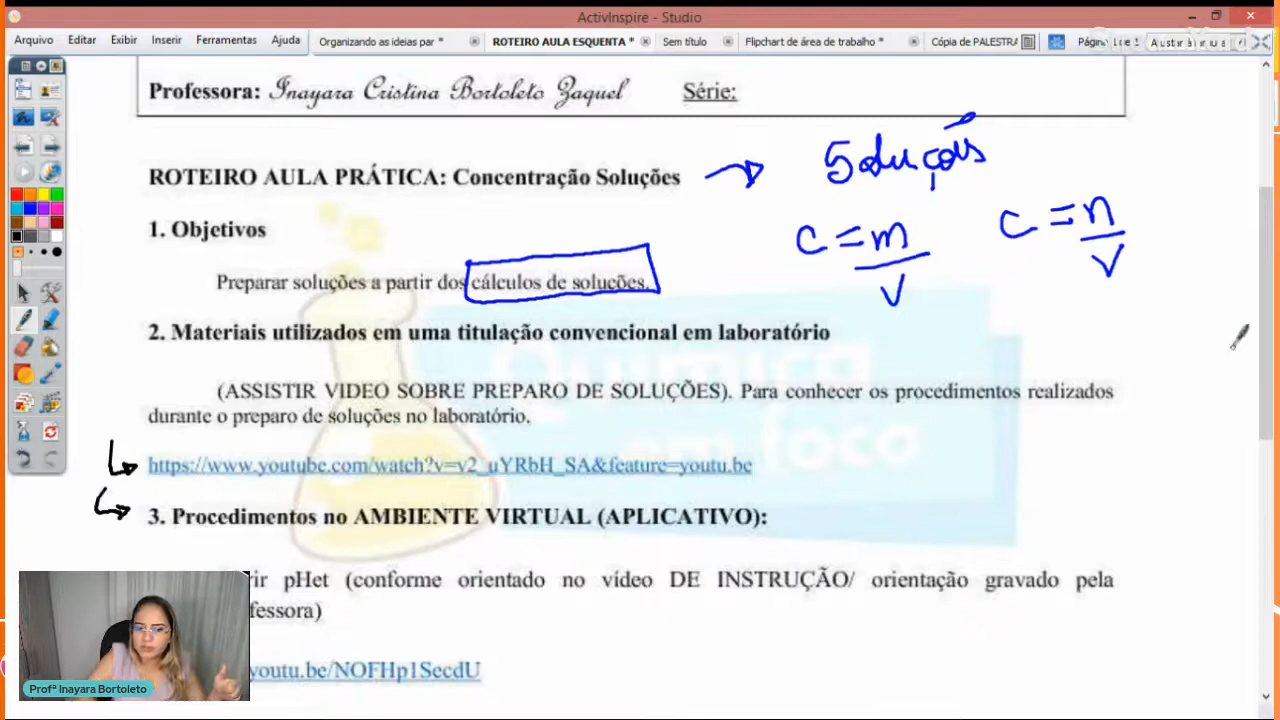 ActivInspire - Studio
Arquivo Editar Exibir Inserir Ferramentas Ajuda
Organizando as ideias par * ROTEIRO AULA ESQUENTA * Sem título Flipchart de área de trabalho * Cópia de PALESTRA
Professora: Inayara Cristina Bortoleto Zaquel Série:
Soluções
ROTEIRO AULA PRÁTICA: Concentração Soluções
C = m/V C = n/V
1. Objetivos
Preparar soluções a partir dos cálculos de soluções.
2. Materiais utilizados em uma titulação convencional em laboratório
Química
em foca
(ASSISTIR VIDEO SOBRE PREPARO DE SOLUÇÕES). Para conhecer os procedimentos realizados
durante o preparo de soluções no laboratório.
https://www.youtube.com/watch?v=v2_uYRbH_SA&feature=youtu.be
3. Procedimentos no AMBIENTE VIRTUAL (APLICATIVO):
rir pHet (conforme orientado no vídeo DE INSTRUÇÃO/ orientação gravado pela
fessora)
youtu.be/NOFHp1SecdU
Profª Inayara Bortoleto